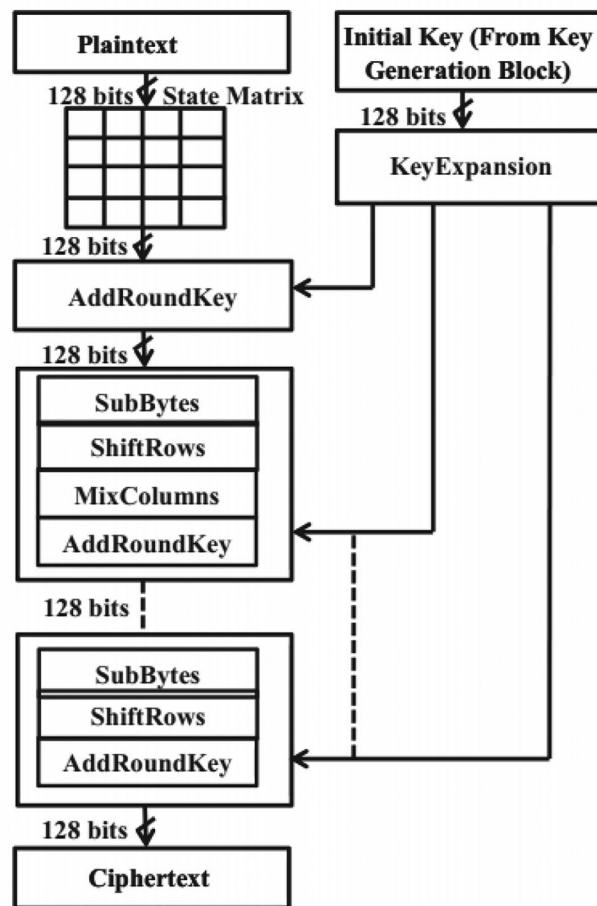 Plaintext
Initial Key (From Key
Generation Block)
128 bits State Matrix
128 bits
KeyExpansion
128 bits
AddRoundKey
128 bits
SubBytes
ShiftRows
MixColumns
AddRoundKey
128 bits
SubBytes
ShiftRows
AddRoundKey
128 bits
Ciphertext